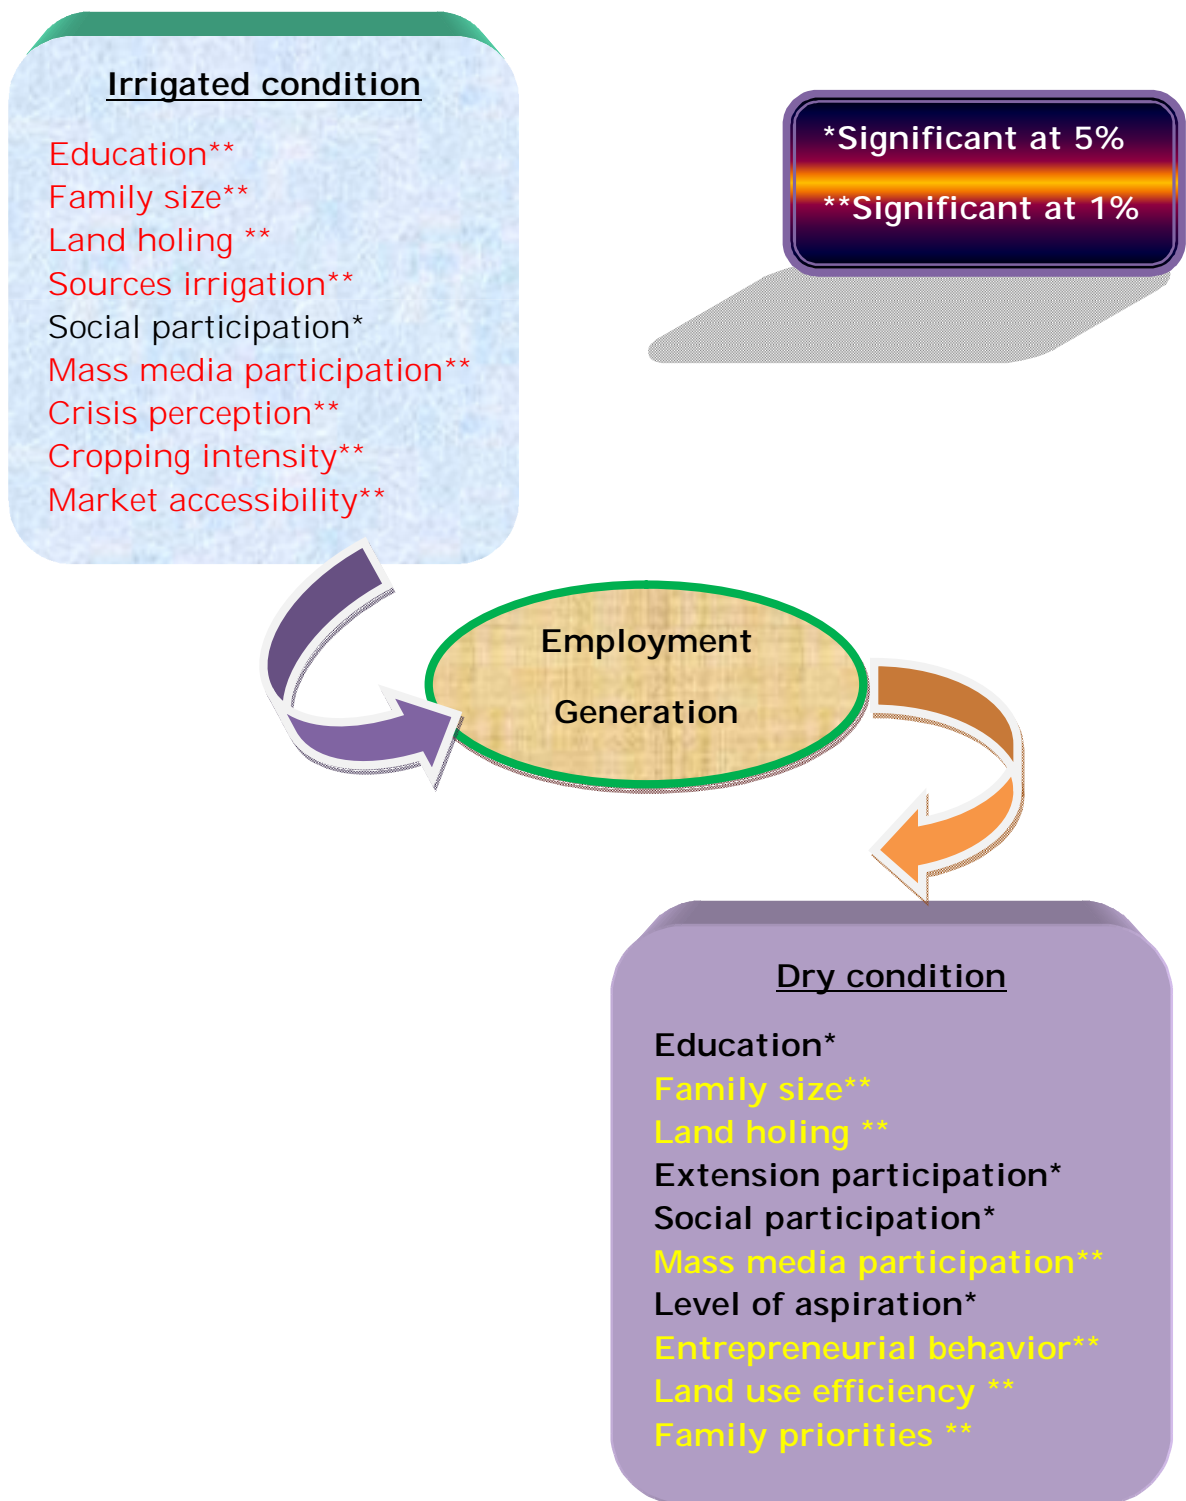 Irrigated condition
Education**
Family size**
Land holing **
Sources irrigation**
Social participation*
Mass media participation**
Crisis perception**
Cropping intensity**
Market accessibility**
*Significant at 5%
**Significant at 1%
Employment
Generation
Dry condition
Education*
Family size**
Land holing **
Extension participation*
Social participation*
Mass media participation**
Level of aspiration*
Entrepreneurial behavior**
Land use efficiency **
Family priorities **